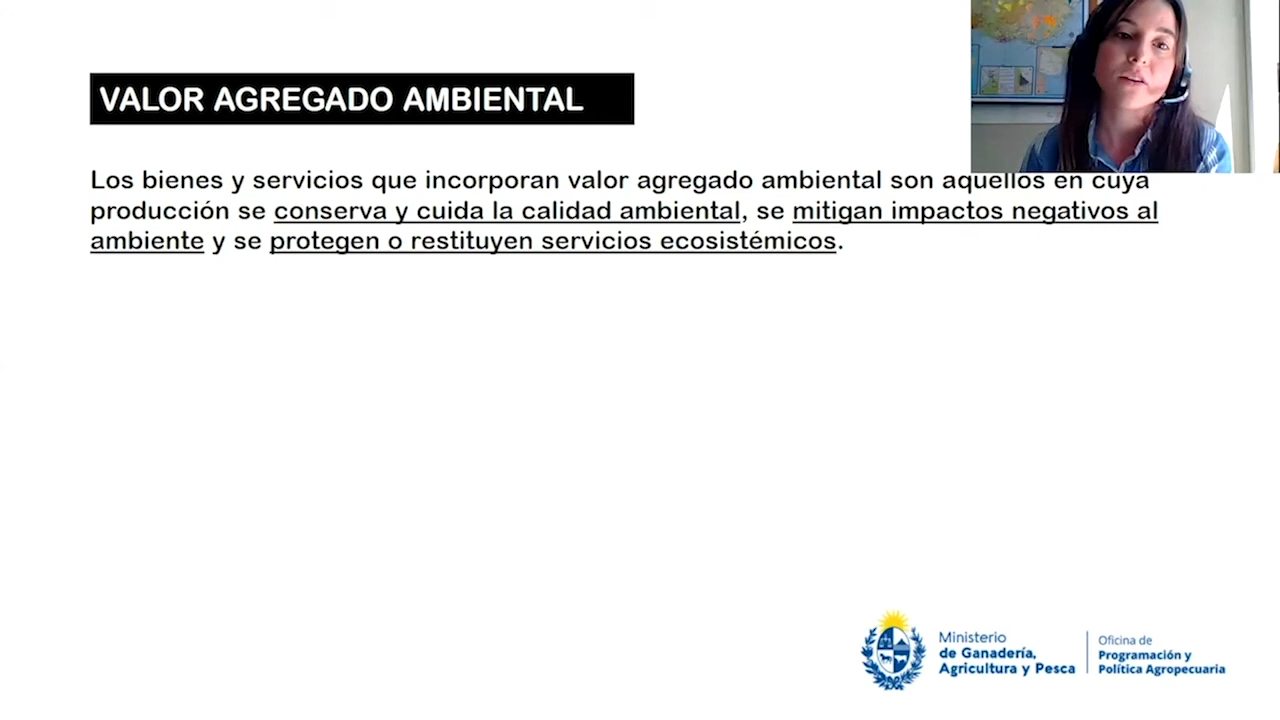 VALOR AGREGADO AMBIENTAL
Los bienes y servicios que incorporan valor agregado ambiental son aquellos en cuya
producción se conserva y cuida la calidad ambiental, se mitigan impactos negativos al
ambiente y se protegen o restituyen servicios ecosistémicos.
Ministerio
de Ganadería,
Agricultura y Pesca
Oficina de
Programación y
Política Agropecuaria